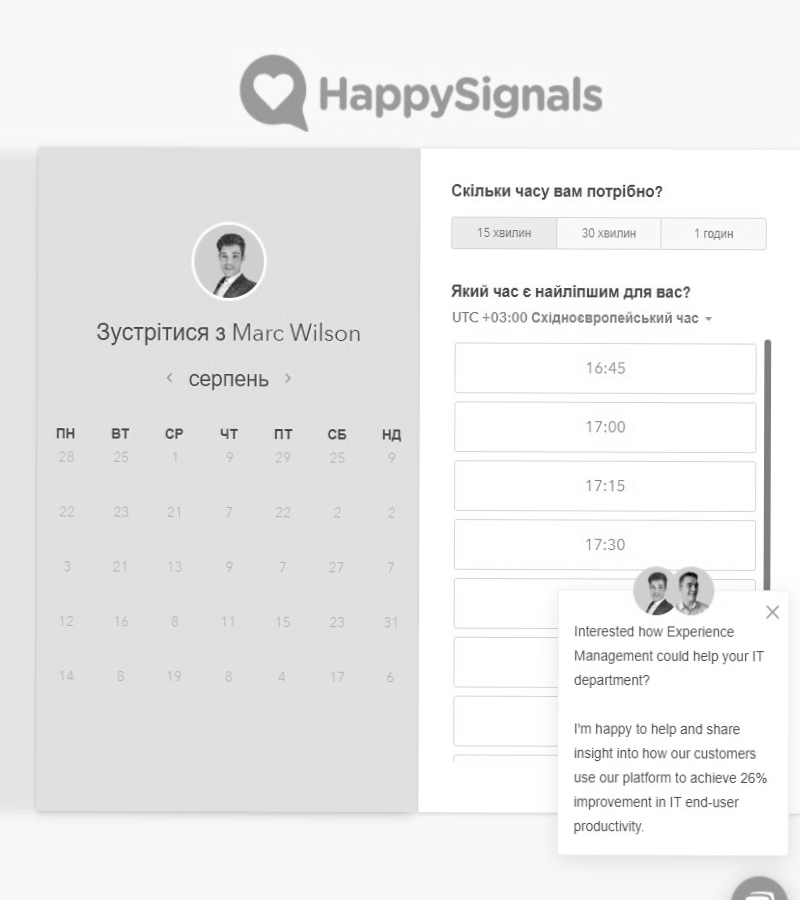 HappySignals
Зустрітися з Marc Wilson
серпень
ПН ВТ СР ЧТ ПТ СБ НД
28 25 1 9 29 25 9
22 23 21 7 22 2 2
3 21 13 9 7 27 7
12 16 8 11 15 23 31
14 8 19 8 4 17 6
Скільки часу вам потрібно?
15 хвилин 30 хвилин 1 годин
Який час є найліпшим для вас?
UTC +03:00 Східноєвропейський час
16:45
17:00
17:15
17:30
Interested how Experience
Management could help your IT
department?
I'm happy to help and share
insight into how our customers
use our platform to achieve 26%
improvement in IT end-user
productivity.